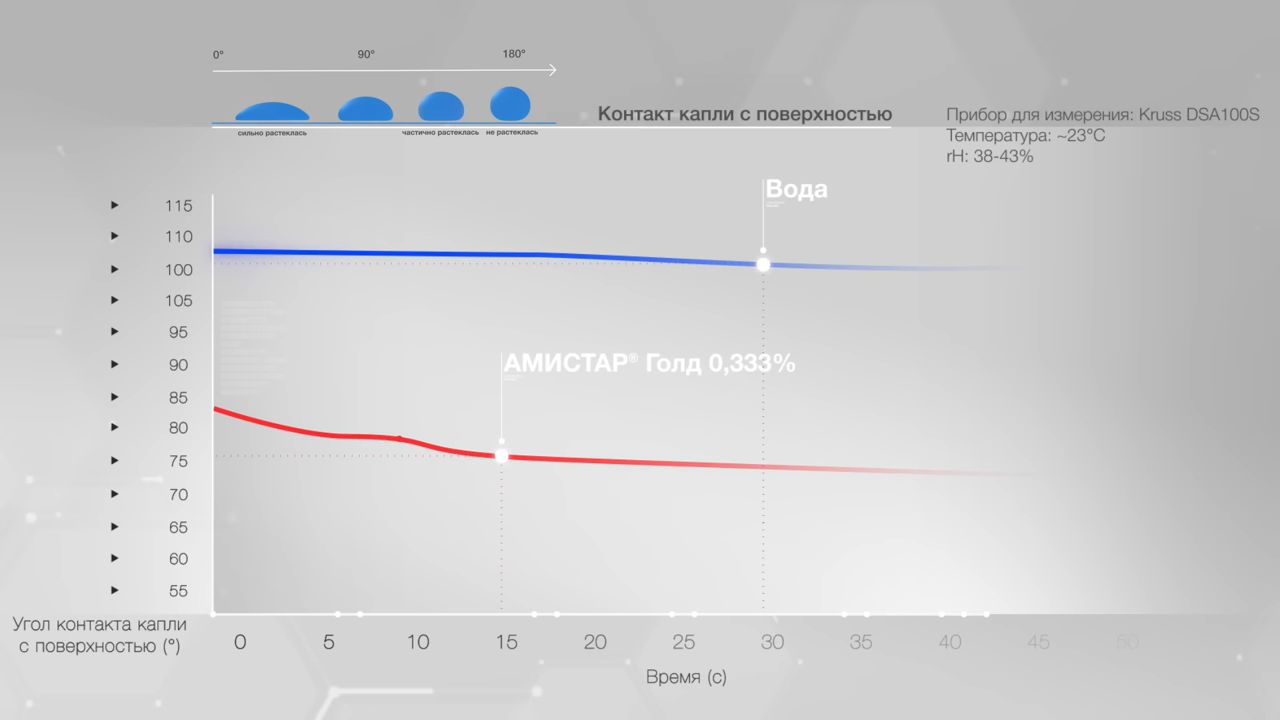 0° 90° 180°
сильно растеклась частично растеклась не растеклась
Контакт капли с поверхностью
Прибор для измерения: Kruss DSA100S
Температура: ~23°C
rH: 38-43%
Вода
АМИСТАР® Голд 0,333%
115
110
100
105
95
90
85
80
75
70
65
60
55
Угол контакта капли
с поверхностью (°)
0 5 10 15 20 25 30 35 40 45 50
Время (с)